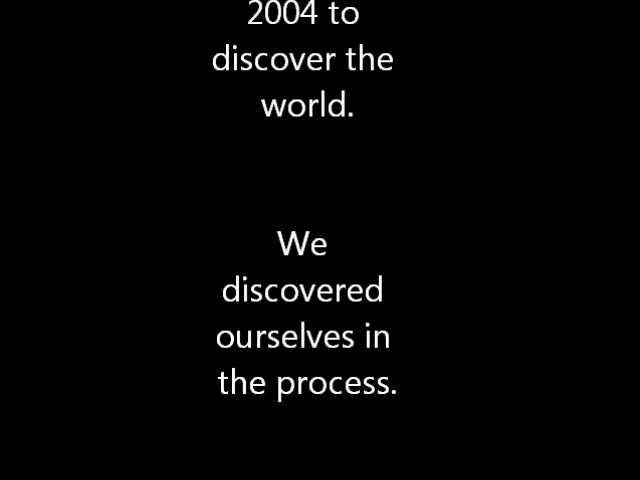 2004 to
discover the
world.
We
discovered
ourselves in
the process.